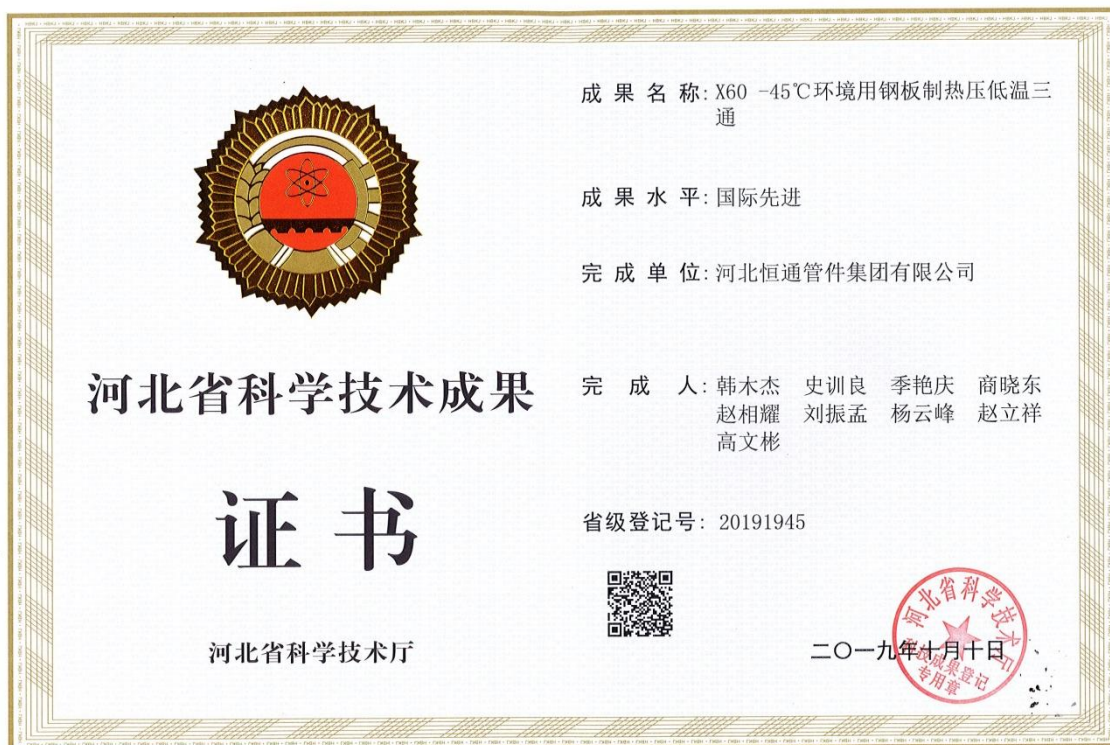 河北省科学技术成果
证书
河北省科学技术厅
成果名称:X60 -45℃环境用钢板制热压低温三
通
成果水平:国际先进
完成单位:河北恒通管件集团有限公司
完成人:韩木杰 史训良 季艳庆 商晓东
赵相耀 刘振孟 杨云峰 赵立祥
高文彬
省级登记号:20191945
二〇一九年十月十日
河北省科学技术厅
成果登记
专用章